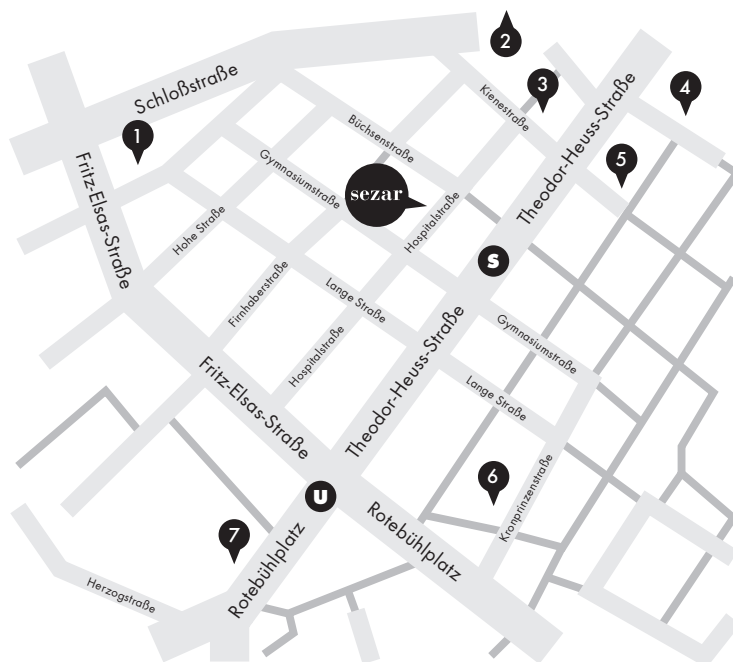 2
3
4
Schloßstraße
Kienestraße
1
Büchsenstraße
Theodor-Heuss-Straße
5
Fritz-Elsas-Straße
Gymnasiumstraße
sezar
Hohe Straße
Hospitalstraße
S
Firnhaberstraße
Lange Straße
Hospitalstraße
Theodor-Heuss-Straße
Gymnasiumstraße
Fritz-Elsas-Straße
Lange Straße
6
U
Kronprinzenstraße
7
Rotebühlplatz
Rotebühlplatz
Herzogstraße